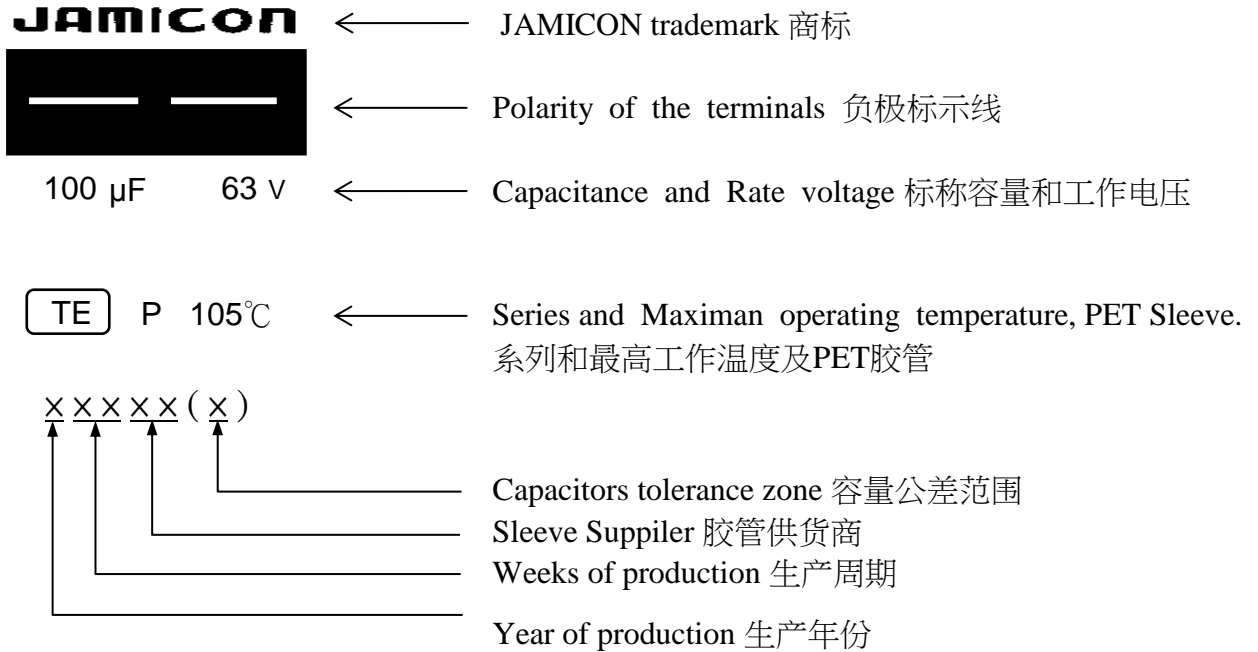 JAMICON JAMICON trademark 商标
Polarity of the terminals 负极标示线
100 µF 63 V Capacitance and Rate voltage 标称容量和工作电压
TE P 105℃ Series and Maximan operating temperature, PET Sleeve.
系列和最高工作温度及PET胶管
x x x x x ( x )
Capacitors tolerance zone 容量公差范围
Sleeve Suppiler 胶管供货商
Weeks of production 生产周期
Year of production 生产年份